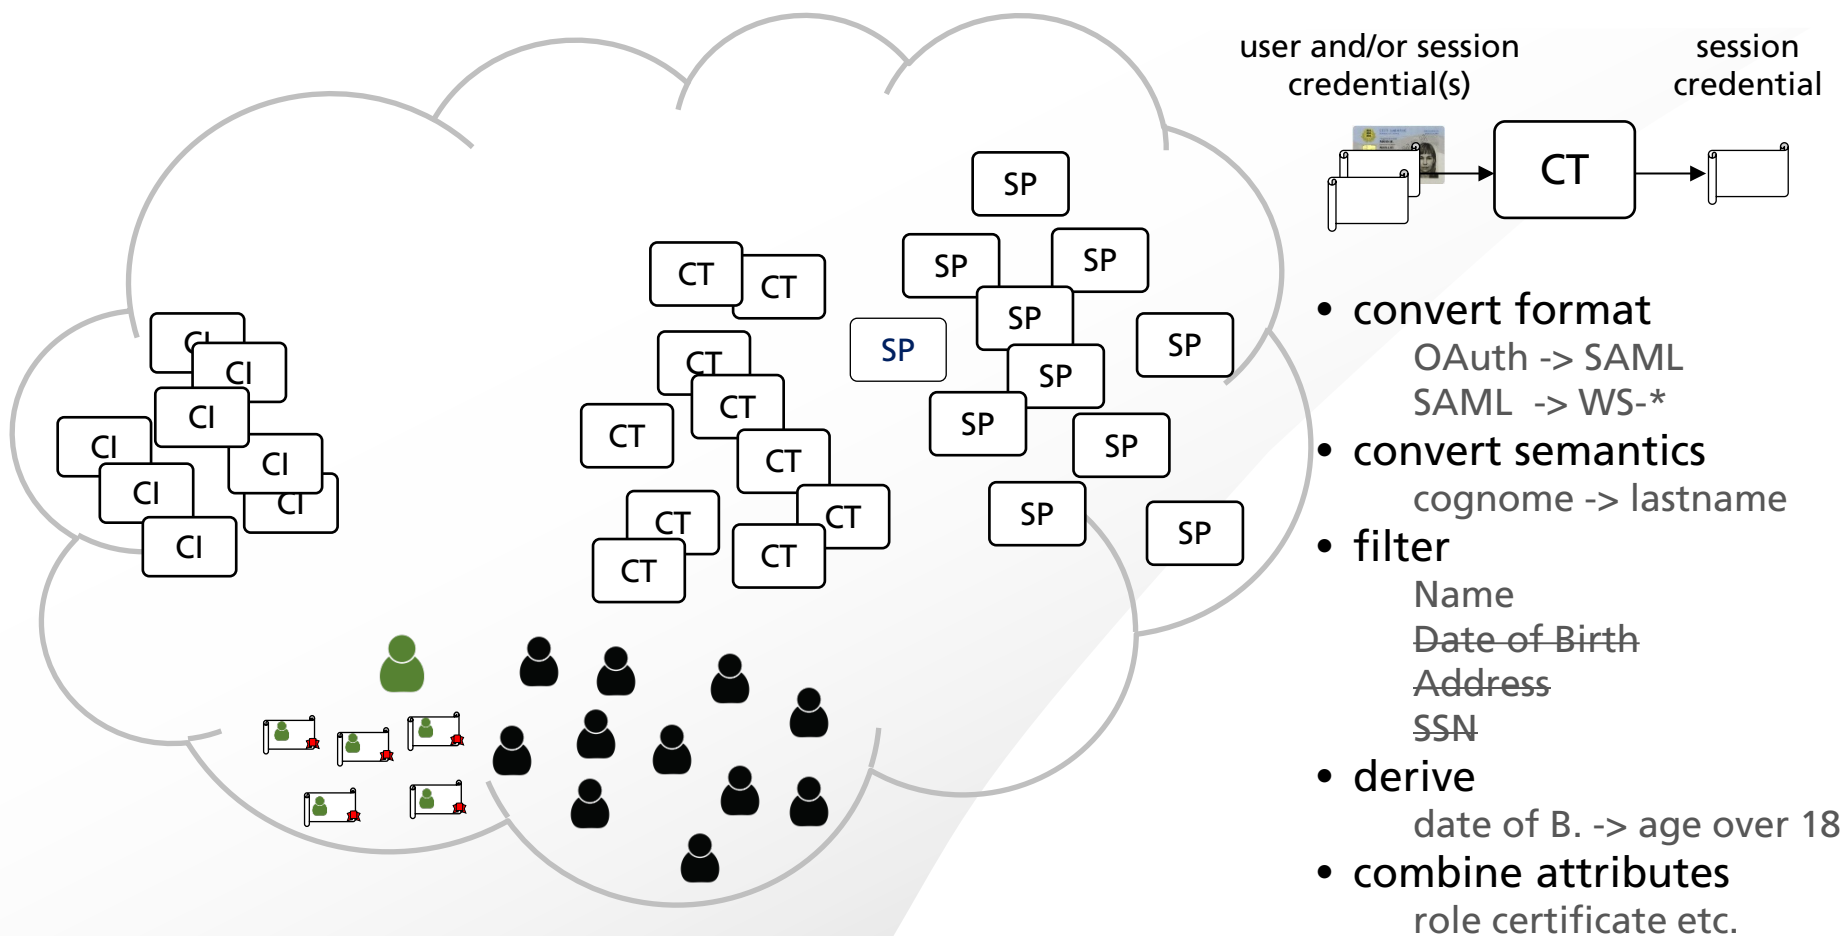 user and/or session
credential(s)
session
credential
CT
SP
SP
SP
SP
SP
SP
SP
SP
SP
SP
SP
SP
CT
CT
CT
CT
CT
CT
CT
CT
CT
CT
CI
CI
CI
CI
CI
CI
CI
CI
• convert format
OAuth -> SAML
SAML -> WS-*
• convert semantics
cognome -> lastname
• filter
Name
Date of Birth
Address
SSN
• derive
date of B. -> age over 18
• combine attributes
role certificate etc.